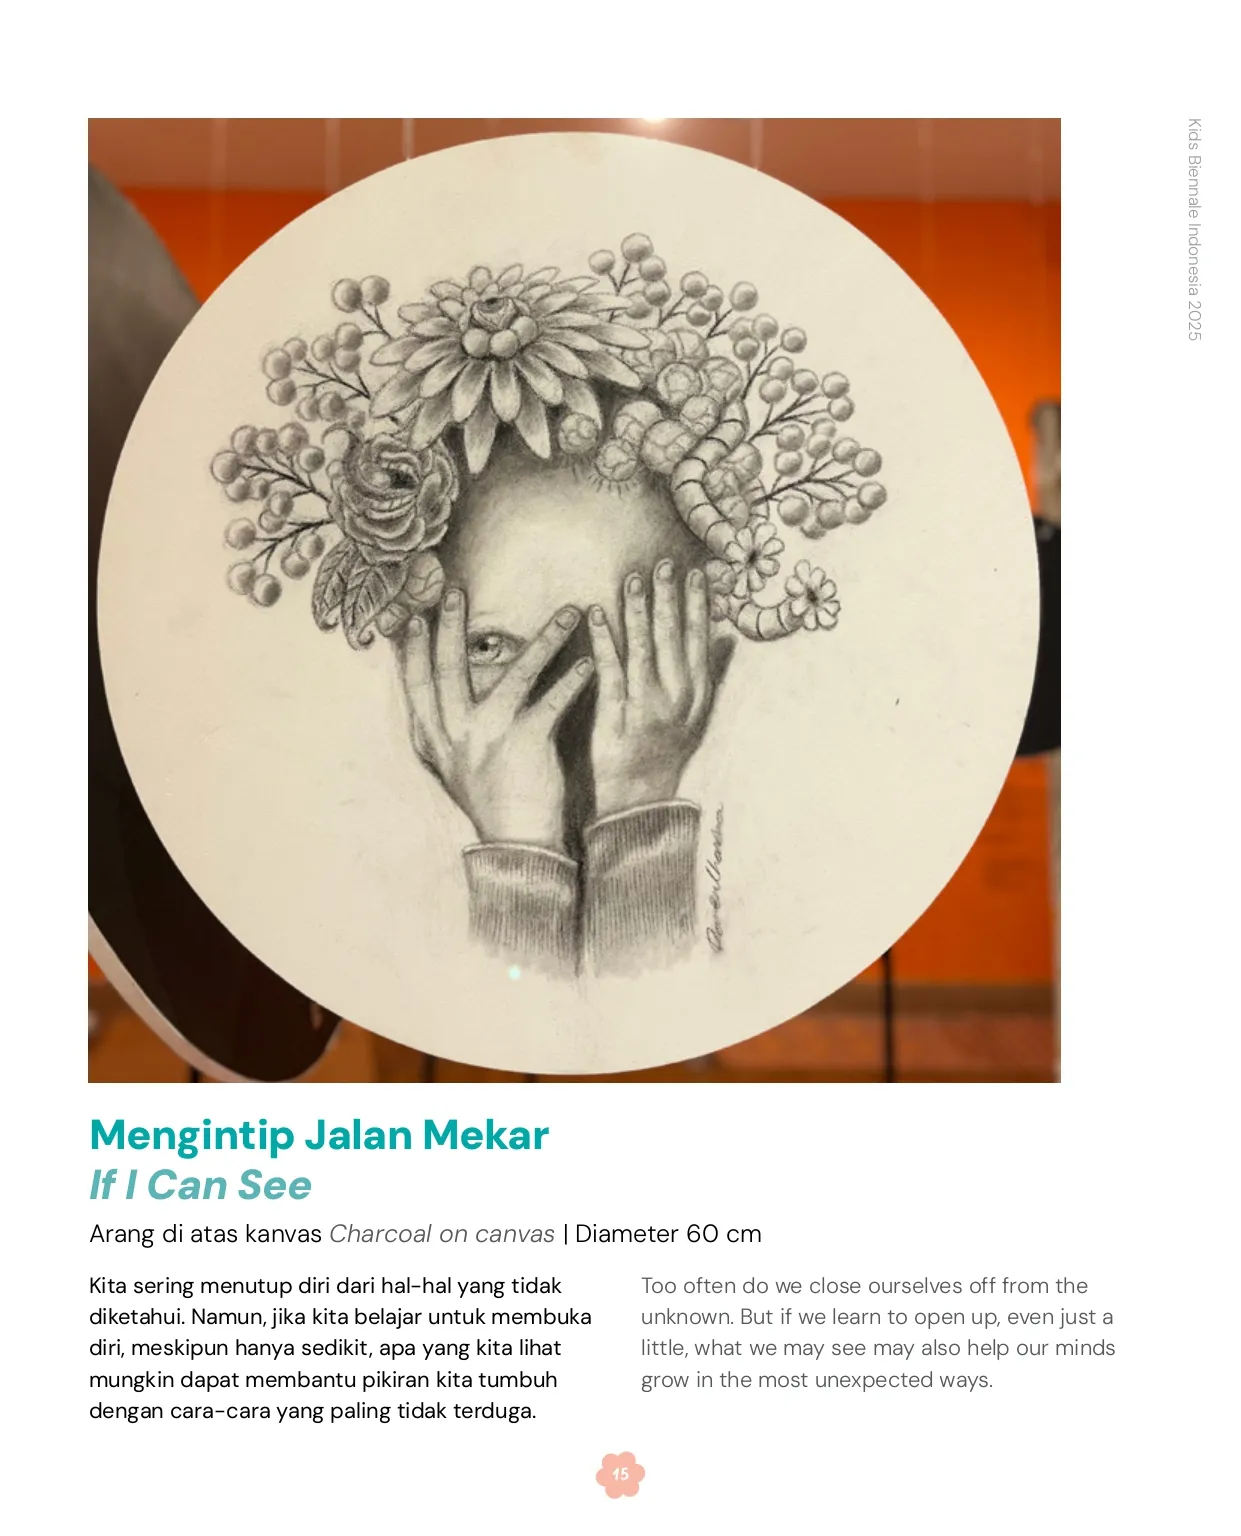 Kids Biennale Indonesia 2025
Mengintip Jalan Mekar
If I Can See
Arang di atas kanvas Charcoal on canvas | Diameter 60 cm
Kita sering menutup diri dari hal-hal yang tidak
diketahui. Namun, jika kita belajar untuk membuka
diri, meskipun hanya sedikit, apa yang kita lihat
mungkin dapat membantu pikiran kita tumbuh
dengan cara-cara yang paling tidak terduga.
Too often do we close ourselves off from the
unknown. But if we learn to open up, even just a
little, what we may see may also help our minds
grow in the most unexpected ways.
15